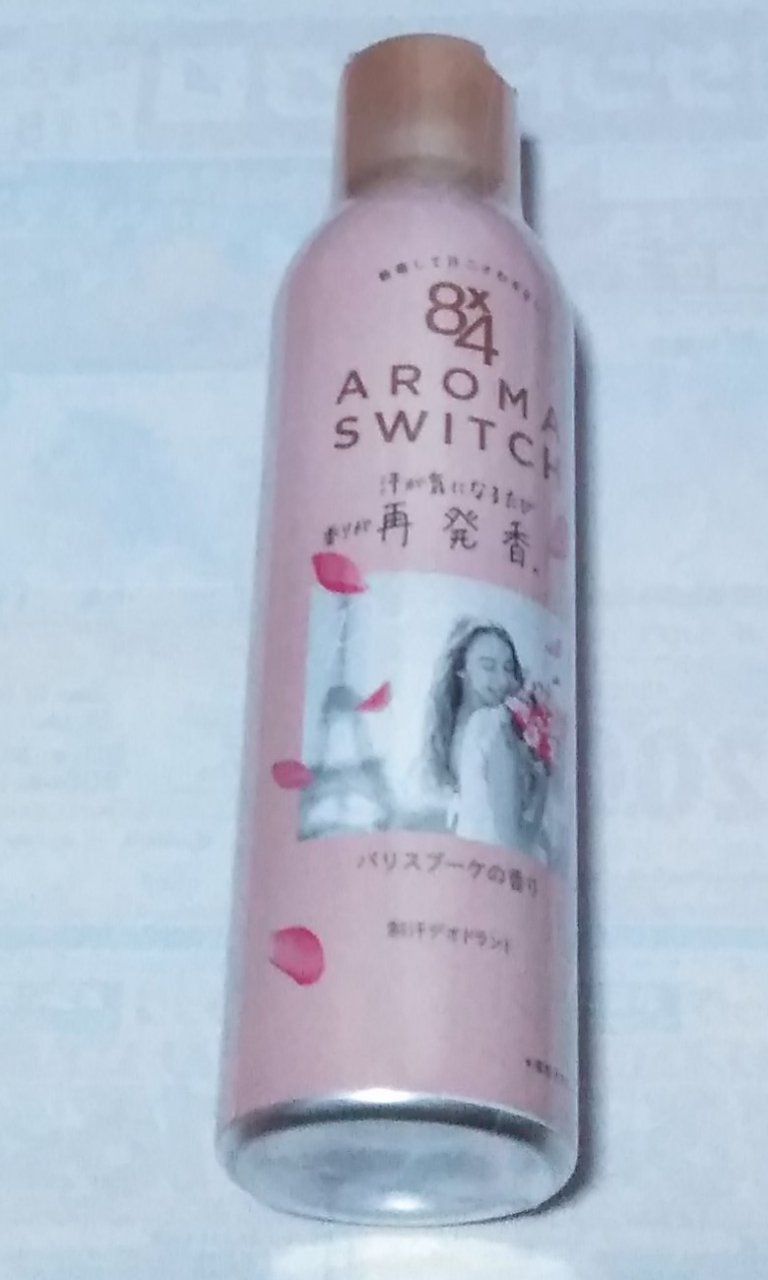 8x4
AROMA
SWITCH
汗が気になるたび
香りが再発香。
パリスブーケの香り
制汗デオドラント